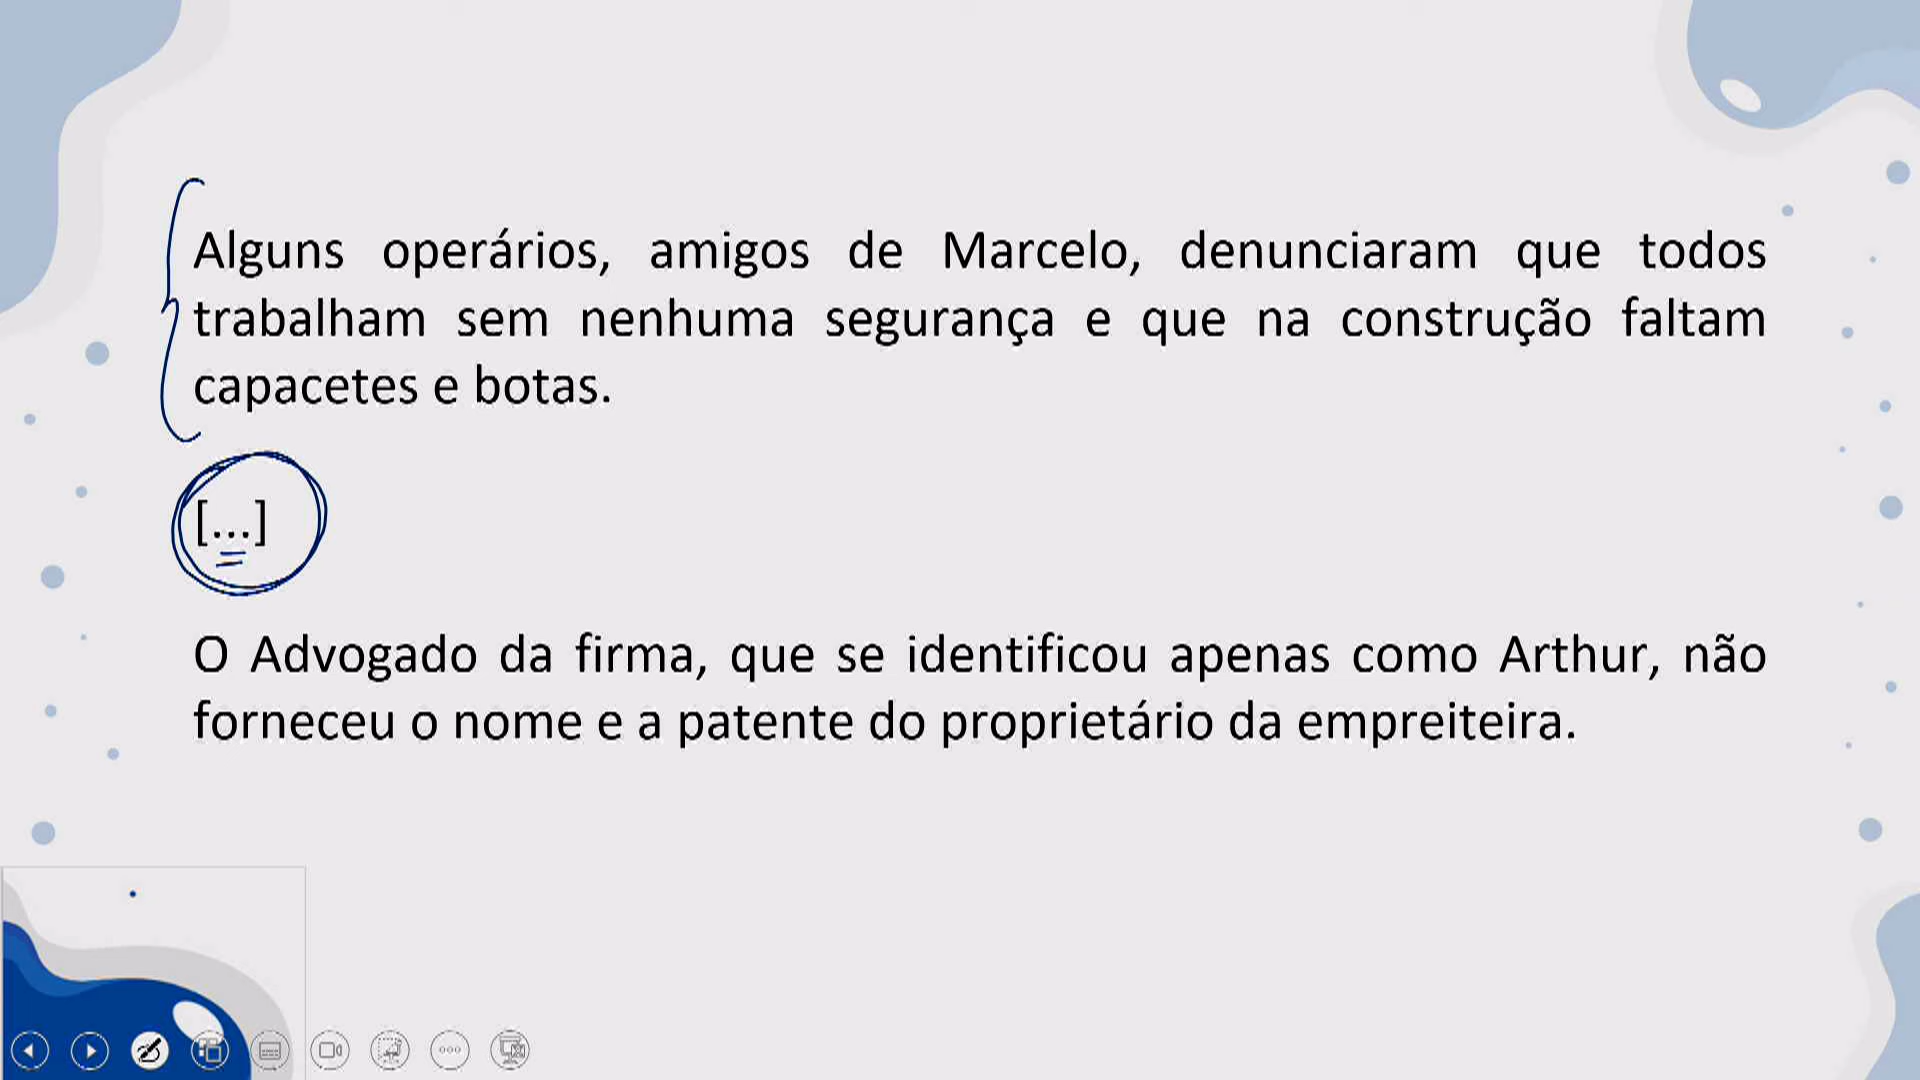 Alguns operários, amigos de Marcelo, denunciaram que todos
trabalham sem nenhuma segurança e que na construção faltam
capacetes e botas.
[...]
O Advogado da firma, que se identificou apenas como Arthur, não
forneceu o nome e a patente do proprietário da empreiteira.